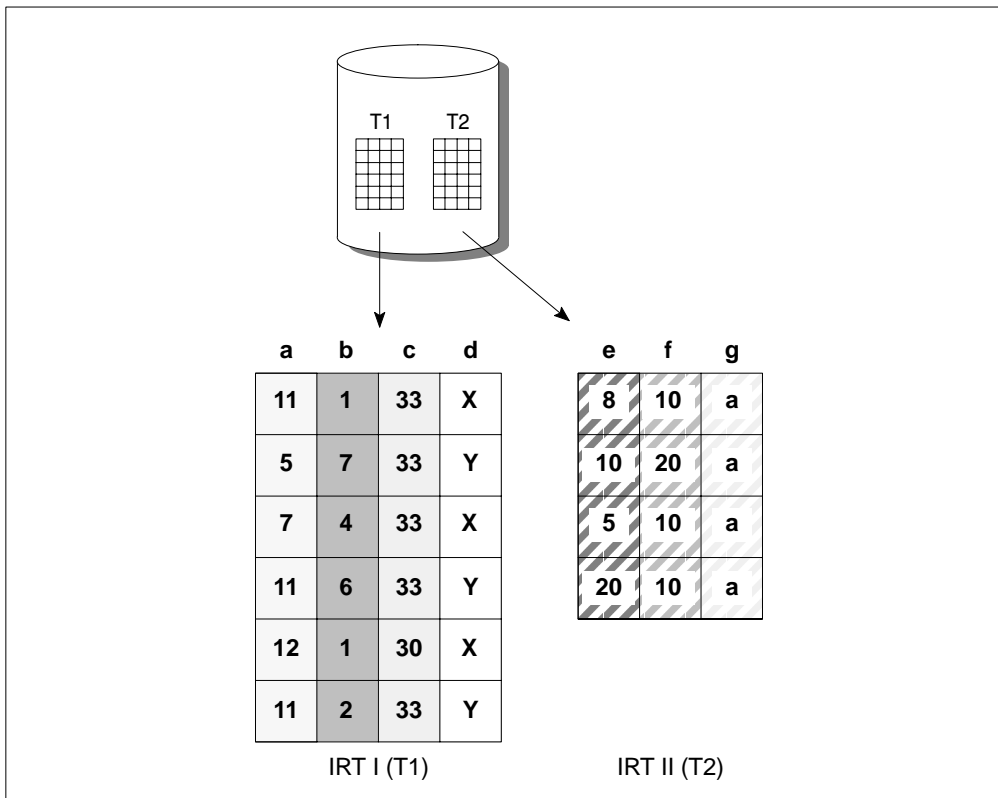 T1 T2
a b c d e f g
11 1 33 X 8 10 a
5 7 33 Y 10 20 a
7 4 33 X 5 10 a
11 6 33 Y 20 10 a
12 1 30 X
11 2 33 Y
IRT I (T1) IRT II (T2)